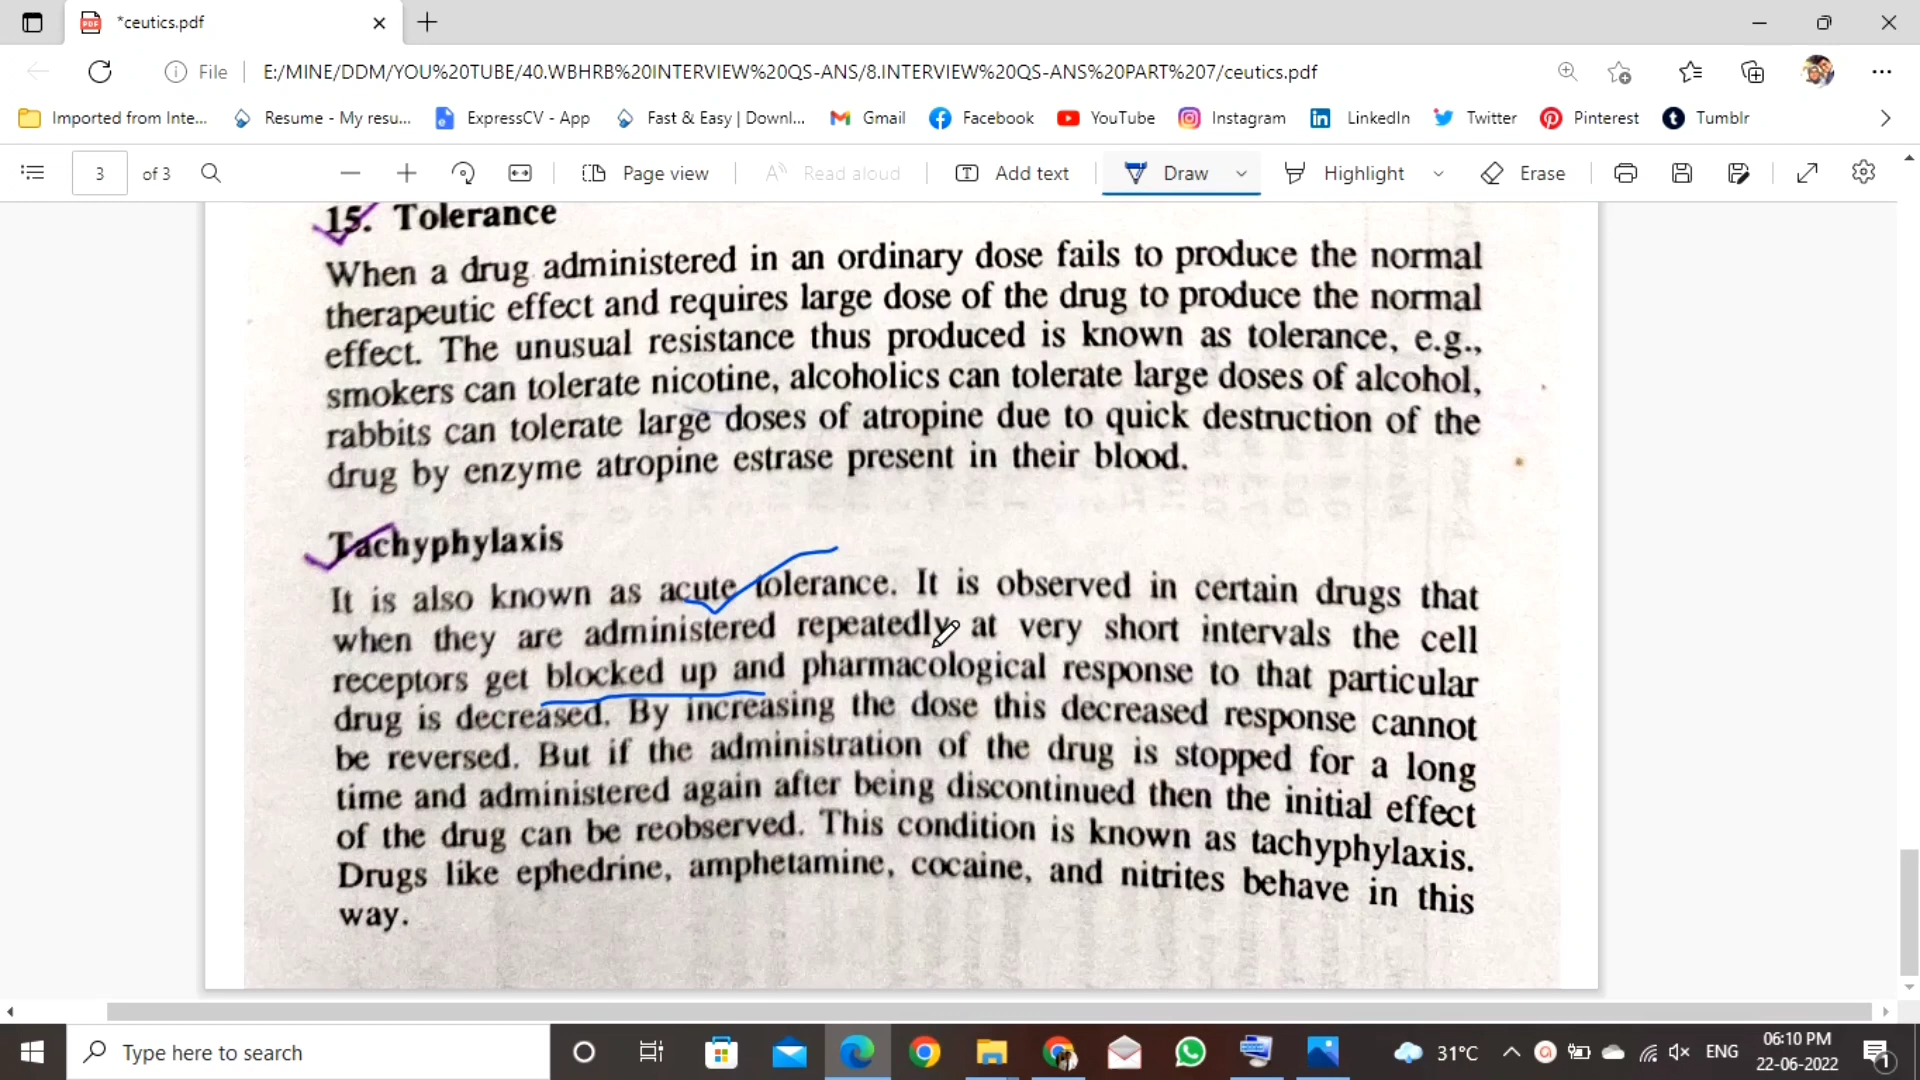 *ceutics.pdf
File
E:/MINE/DDM/YOU%20TUBE/40.WBHRB%20INTERVIEW%20QS-ANS/8.INTERVIEW%20QS-ANS%20PART%207/ceutics.pdf
Imported from Inte... Resume - My resu... ExpressCV - App Fast & Easy | Downl... Gmail Facebook YouTube Instagram LinkedIn Twitter Pinterest Tumblr
3 of 3 Page view Read aloud Add text Draw Highlight Erase
15. Tolerance
When a drug administered in an ordinary dose fails to produce the normal
therapeutic effect and requires large dose of the drug to produce the normal
effect. The unusual resistance thus produced is known as tolerance, e.g.,
smokers can tolerate nicotine, alcoholics can tolerate large doses of alcohol,
rabbits can tolerate large doses of atropine due to quick destruction of the
drug by enzyme atropine estrase present in their blood.
Tachyphylaxis
It is also known as acute tolerance. It is observed in certain drugs that
when they are administered repeatedly at very short intervals the cell
receptors get blocked up and pharmacological response to that particular
drug is decreased. By increasing the dose this decreased response cannot
be reversed. But if the administration of the drug is stopped for a long
time and administered again after being discontinued then the initial effect
of the drug can be reobserved. This condition is known as tachyphylaxis.
Drugs like ephedrine, amphetamine, cocaine, and nitrites behave in this
way.
Type here to search
31°C
ENG
06:10 PM
22-06-2022
1